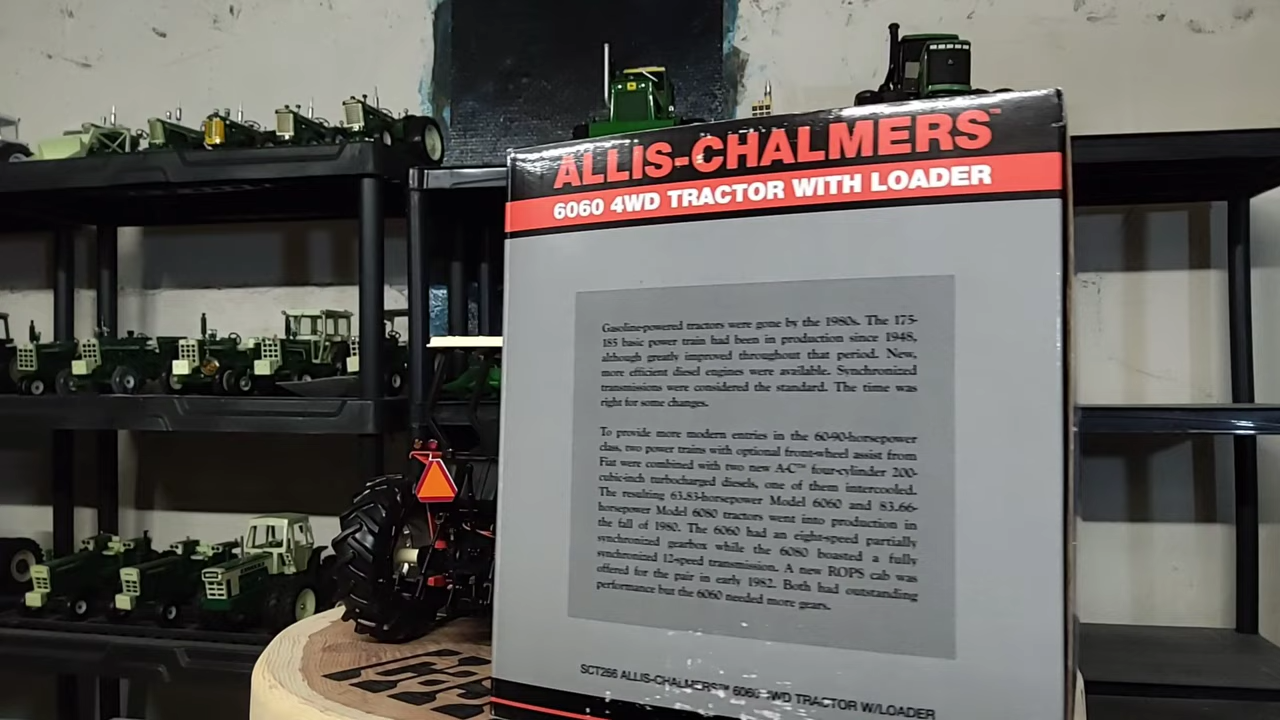 ALLIS-CHALMERS™
6060 4WD TRACTOR WITH LOADER
Gasoline-powered tractors were gone by the 1980s. The 175-
185 basic power train had been in production since 1948,
although greatly improved throughout that period. New,
more efficient diesel engines were available. Synchronized
transmissions were considered the standard. The time was
right for some changes.
To provide more modern entries in the 60-90-horsepower
class, two power trains with optional front-wheel assist from
Fiat were combined with two new A-C™ four-cylinder 200-
cubic-inch turbocharged diesels, one of them intercooled.
The resulting 63.83-horsepower Model 6060 and 83.66-
horsepower Model 6080 tractors went into production in
the fall of 1980. The 6060 had an eight-speed partially
synchronized gearbox while the 6080 boasted a fully
synchronized 12-speed transmission. A new ROPS cab was
offered for the pair in early 1982. Both had outstanding
performance but the 6060 needed more gears.
SCT266 ALLIS-CHALMERS™ 6060 4WD TRACTOR W/LOADER